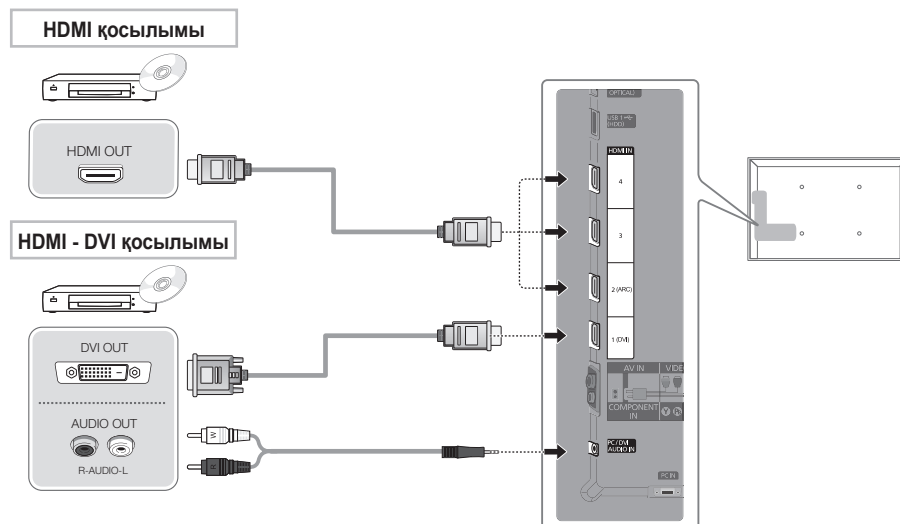 HDMI қосылымы
HDMI OUT
HDMI - DVI қосылымы
DVI OUT
AUDIO OUT
R-AUDIO-L
W
R
OPTICAL)
USB 1
(HDD)
HDMI IN
4
3
2 (ARC)
1 (DVI)
AV IN
VIDE
COMPONENT
IN
Y
PC / DVI
AUDIO IN
PC IN